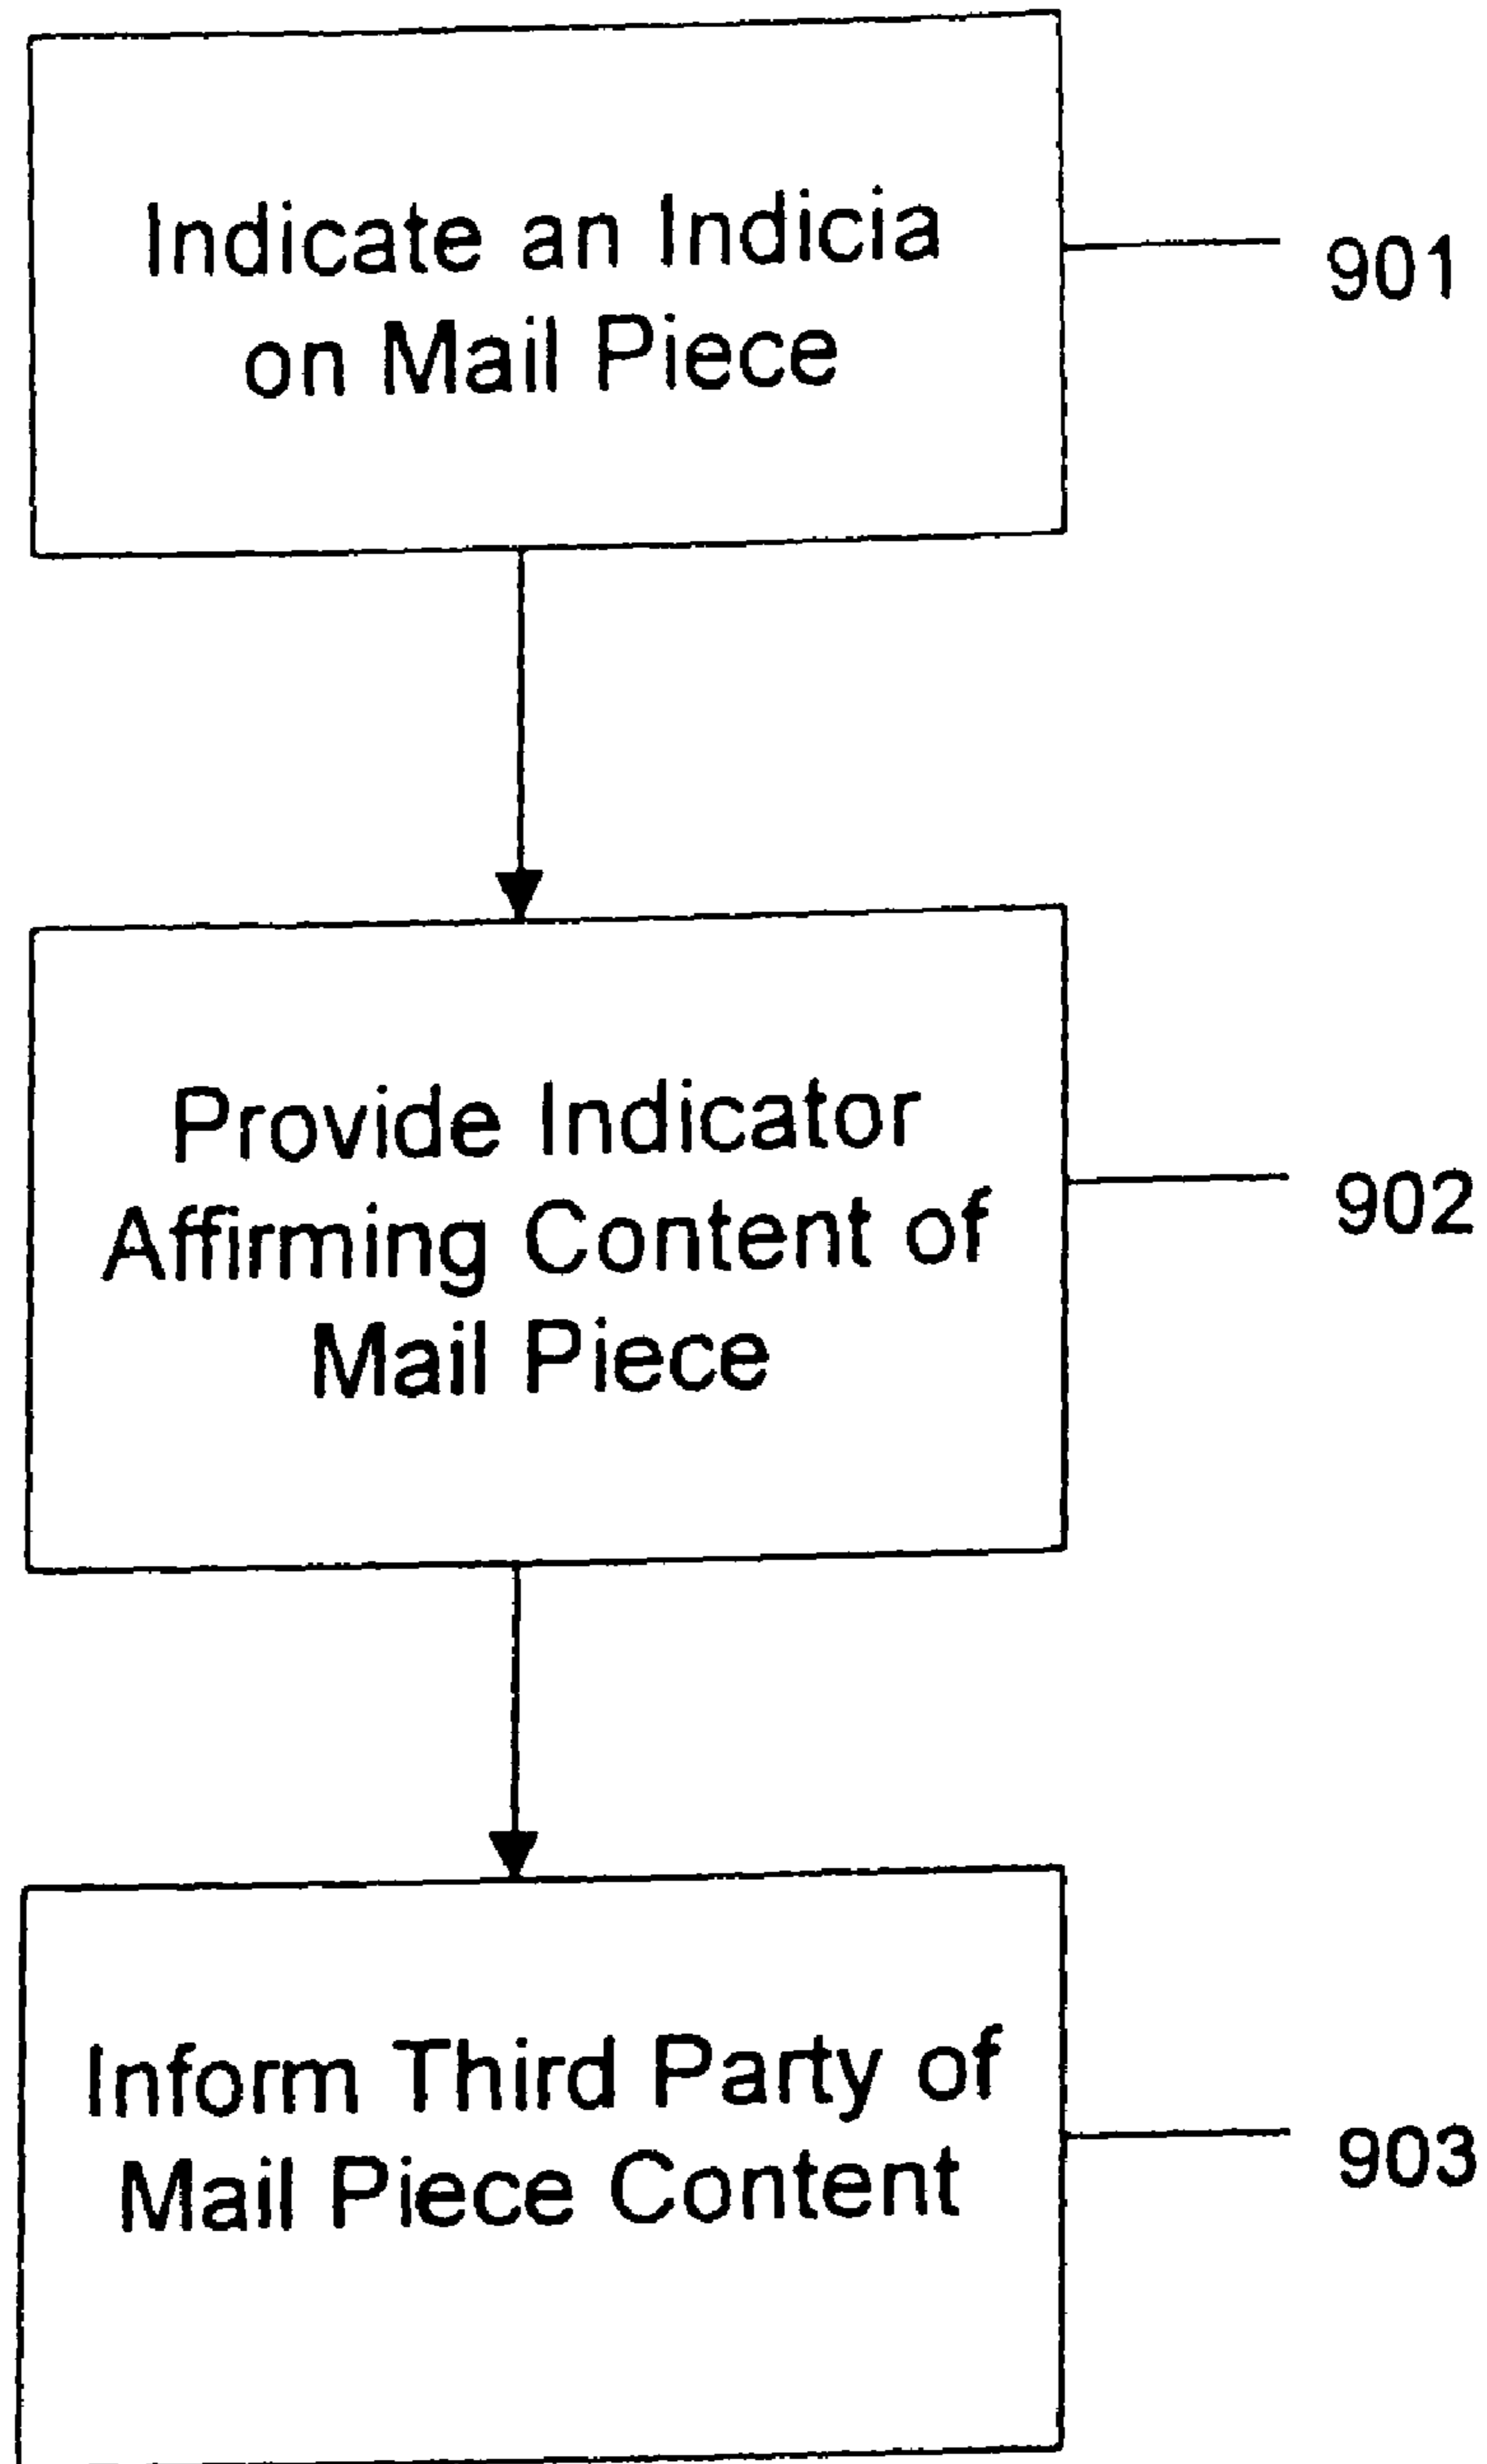 Indicate an Indicia
on Mail Piece
901
Provide Indicator
Affirming Content of
Mail Piece
902
Inform Third Party of
Mail Piece Content
903